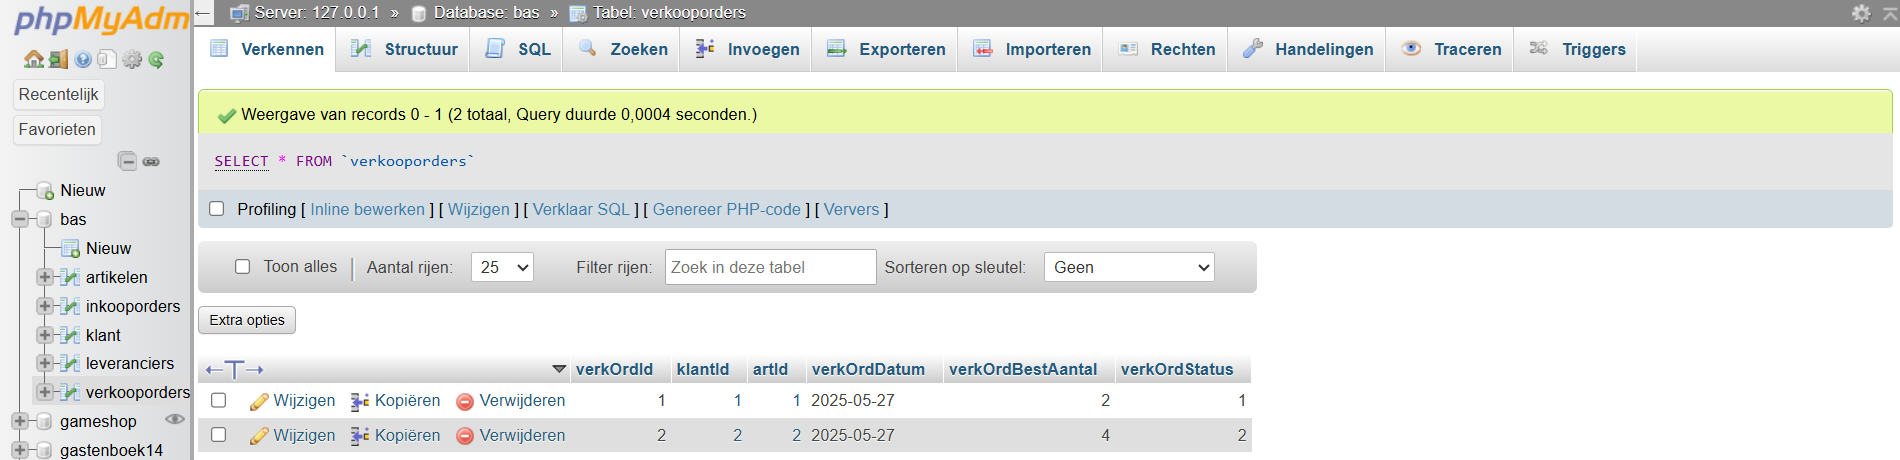 phpMyAdm
Recentelijk
Favorieten
Nieuw
bas
Nieuw
artikelen
inkooporders
klant
leveranciers
verkooporders
gameshop
gastenboek14
Server: 127.0.0.1 » Database: bas » Tabel: verkooporders
Verkennen Structuur SQL Zoeken Invoegen Exporteren Importeren Rechten Handelingen Traceren Triggers
Weergave van records 0 - 1 (2 totaal, Query duurde 0,0004 seconden.)
SELECT * FROM `verkooporders`
Profiling [ Inline bewerken ] [ Wijzigen ] [ Verklaar SQL ] [ Genereer PHP-code ] [ Ververs ]
Toon alles Aantal rijen: 25 Filter rijen: Zoek in deze tabel Sorteren op sleutel: Geen
Extra opties
verkOrdId klantId artId verkOrdDatum verkOrdBestAantal verkOrdStatus
Wijzigen Kopiëren Verwijderen 1 1 1 2025-05-27 2 1
Wijzigen Kopiëren Verwijderen 2 2 2 2025-05-27 4 2